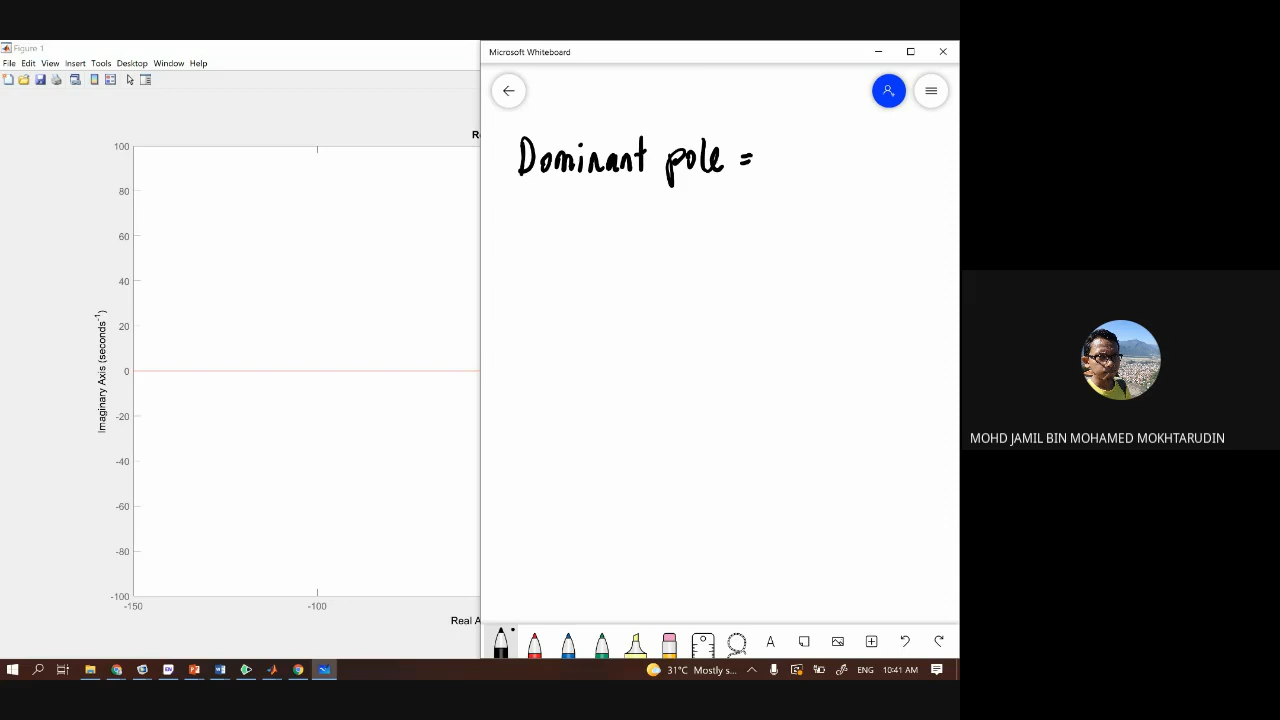 Figure 1
Microsoft Whiteboard
File Edit View Insert Tools Desktop Window Help
Dominant pole =
100
80
60
40
20
0
-20
-40
-60
-80
-100
-150
-100
Imaginary Axis (seconds-1)
Real A
MOHD JAMIL BIN MOHAMED MOKHTARUDIN
31°C Mostly s...
ENG
10:41 AM